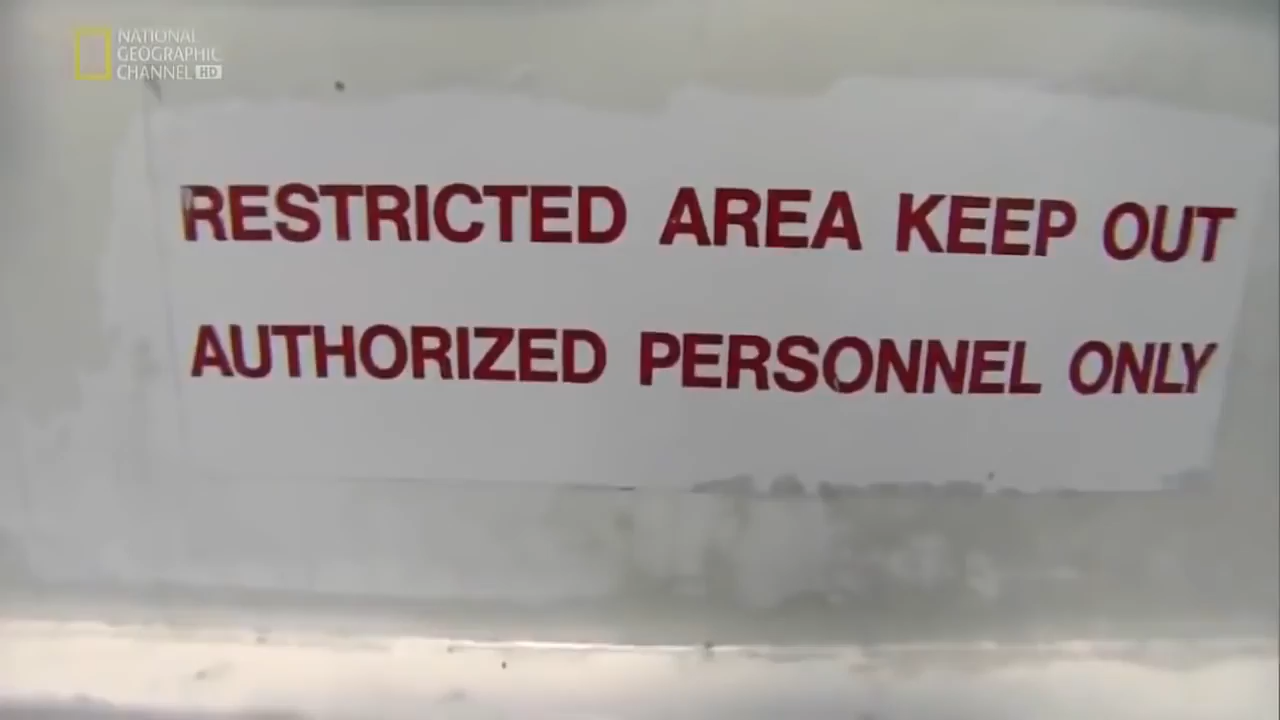 NATIONAL
GEOGRAPHIC
CHANNEL HD
RESTRICTED AREA KEEP OUT
AUTHORIZED PERSONNEL ONLY